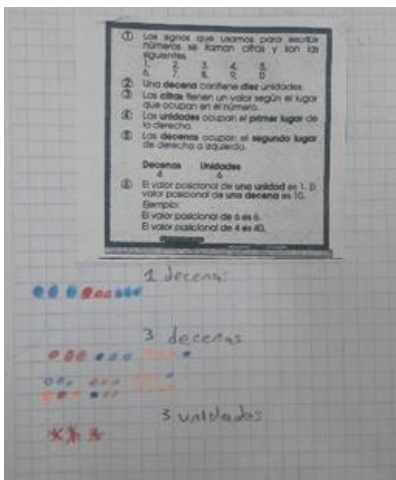 ① Los signos que usamos para escribir
números se llaman cifras y son los
siguientes
1. 2. 3. 4. 5.
6. 7. 8. 9. 0
② Una decena contiene diez unidades.
③ Las cifras tienen un valor según el lugar
que ocupan en el número.
④ Las unidades ocupan el primer lugar de
la derecha.
⑤ Las decenas ocupan el segundo lugar
de derecha a izquierda.
Decenas Unidades
4 6
⑥ El valor posicional de una unidad es 1. El
valor posicional de una decena es 10.
Ejemplo:
El valor posicional de 6 es 6.
El valor posicional de 4 es 40.
1 decena
3 decenas
3 unidades